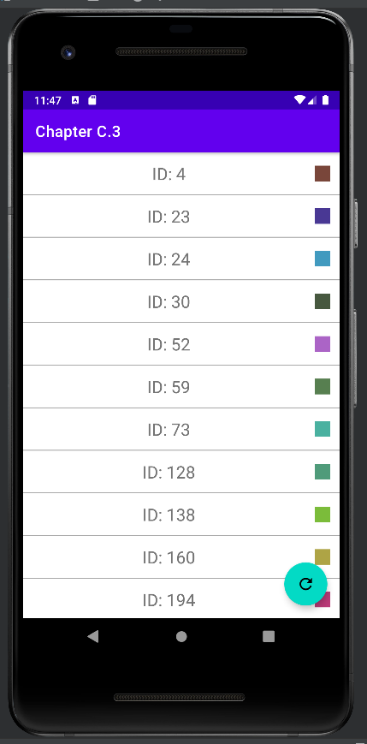 11:47
Chapter C.3
ID: 4
ID: 23
ID: 24
ID: 30
ID: 52
ID: 59
ID: 73
ID: 128
ID: 138
ID: 160
ID: 194